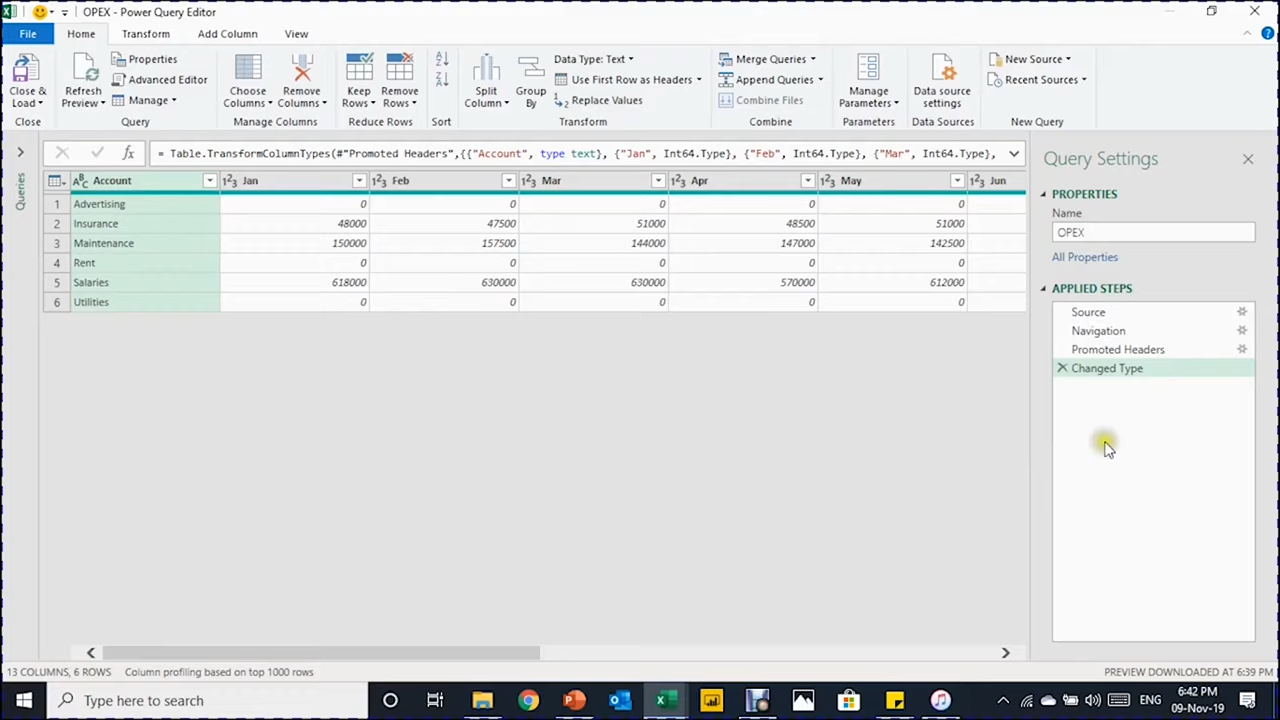 OPEX - Power Query Editor
File Home Transform Add Column View
Close & Load
Close
Refresh Preview
Properties
Advanced Editor
Manage
Query
Choose Columns
Remove Columns
Manage Columns
Keep Rows
Remove Rows
Reduce Rows
Sort
Split Column
Group By
Data Type: Text
Use First Row as Headers
Replace Values
Transform
Merge Queries
Append Queries
Combine Files
Combine
Manage Parameters
Parameters
Data source settings
Data Sources
New Source
Recent Sources
New Query
Queries
= Table.TransformColumnTypes(#"Promoted Headers",{{"Account", type text}, {"Jan", Int64.Type}, {"Feb", Int64.Type}, {"Mar", Int64.Type},
Account Jan Feb Mar Apr May Jun
1 Advertising 0 0 0 0 0
2 Insurance 48000 47500 51000 48500 51000
3 Maintenance 150000 157500 144000 147000 142500
4 Rent 0 0 0 0 0
5 Salaries 618000 630000 630000 570000 612000
6 Utilities 0 0 0 0 0
Query Settings
PROPERTIES
Name
OPEX
All Properties
APPLIED STEPS
Source
Navigation
Promoted Headers
Changed Type
13 COLUMNS, 6 ROWS Column profiling based on top 1000 rows
PREVIEW DOWNLOADED AT 6:39 PM
Type here to search
ENG
6:42 PM
09-Nov-19